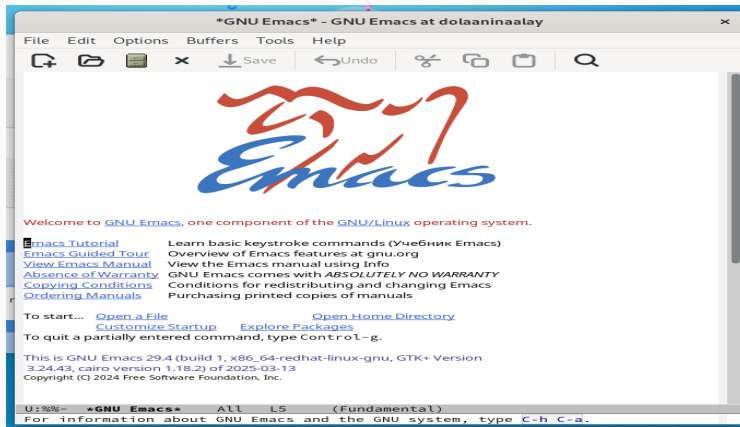 *GNU Emacs* - GNU Emacs at dolaaninaalay ×
File Edit Options Buffers Tools Help
Save Undo
Emacs
Welcome to GNU Emacs, one component of the GNU/Linux operating system.
Emacs Tutorial Learn basic keystroke commands (Учебник Emacs)
Emacs Guided Tour Overview of Emacs features at gnu.org
View Emacs Manual View the Emacs manual using Info
Absence of Warranty GNU Emacs comes with ABSOLUTELY NO WARRANTY
Copying Conditions Conditions for redistributing and changing Emacs
Ordering Manuals Purchasing printed copies of manuals
To start... Open a File Open Home Directory
Customize Startup Explore Packages
To quit a partially entered command, type Control-g.
This is GNU Emacs 29.4 (build 1, x86_64-redhat-linux-gnu, GTK+ Version
3.24.43, cairo version 1.18.2) of 2025-03-13
Copyright (C) 2024 Free Software Foundation, Inc.
U:%%- *GNU Emacs* All L5 (Fundamental)
For information about GNU Emacs and the GNU system, type C-h C-a.